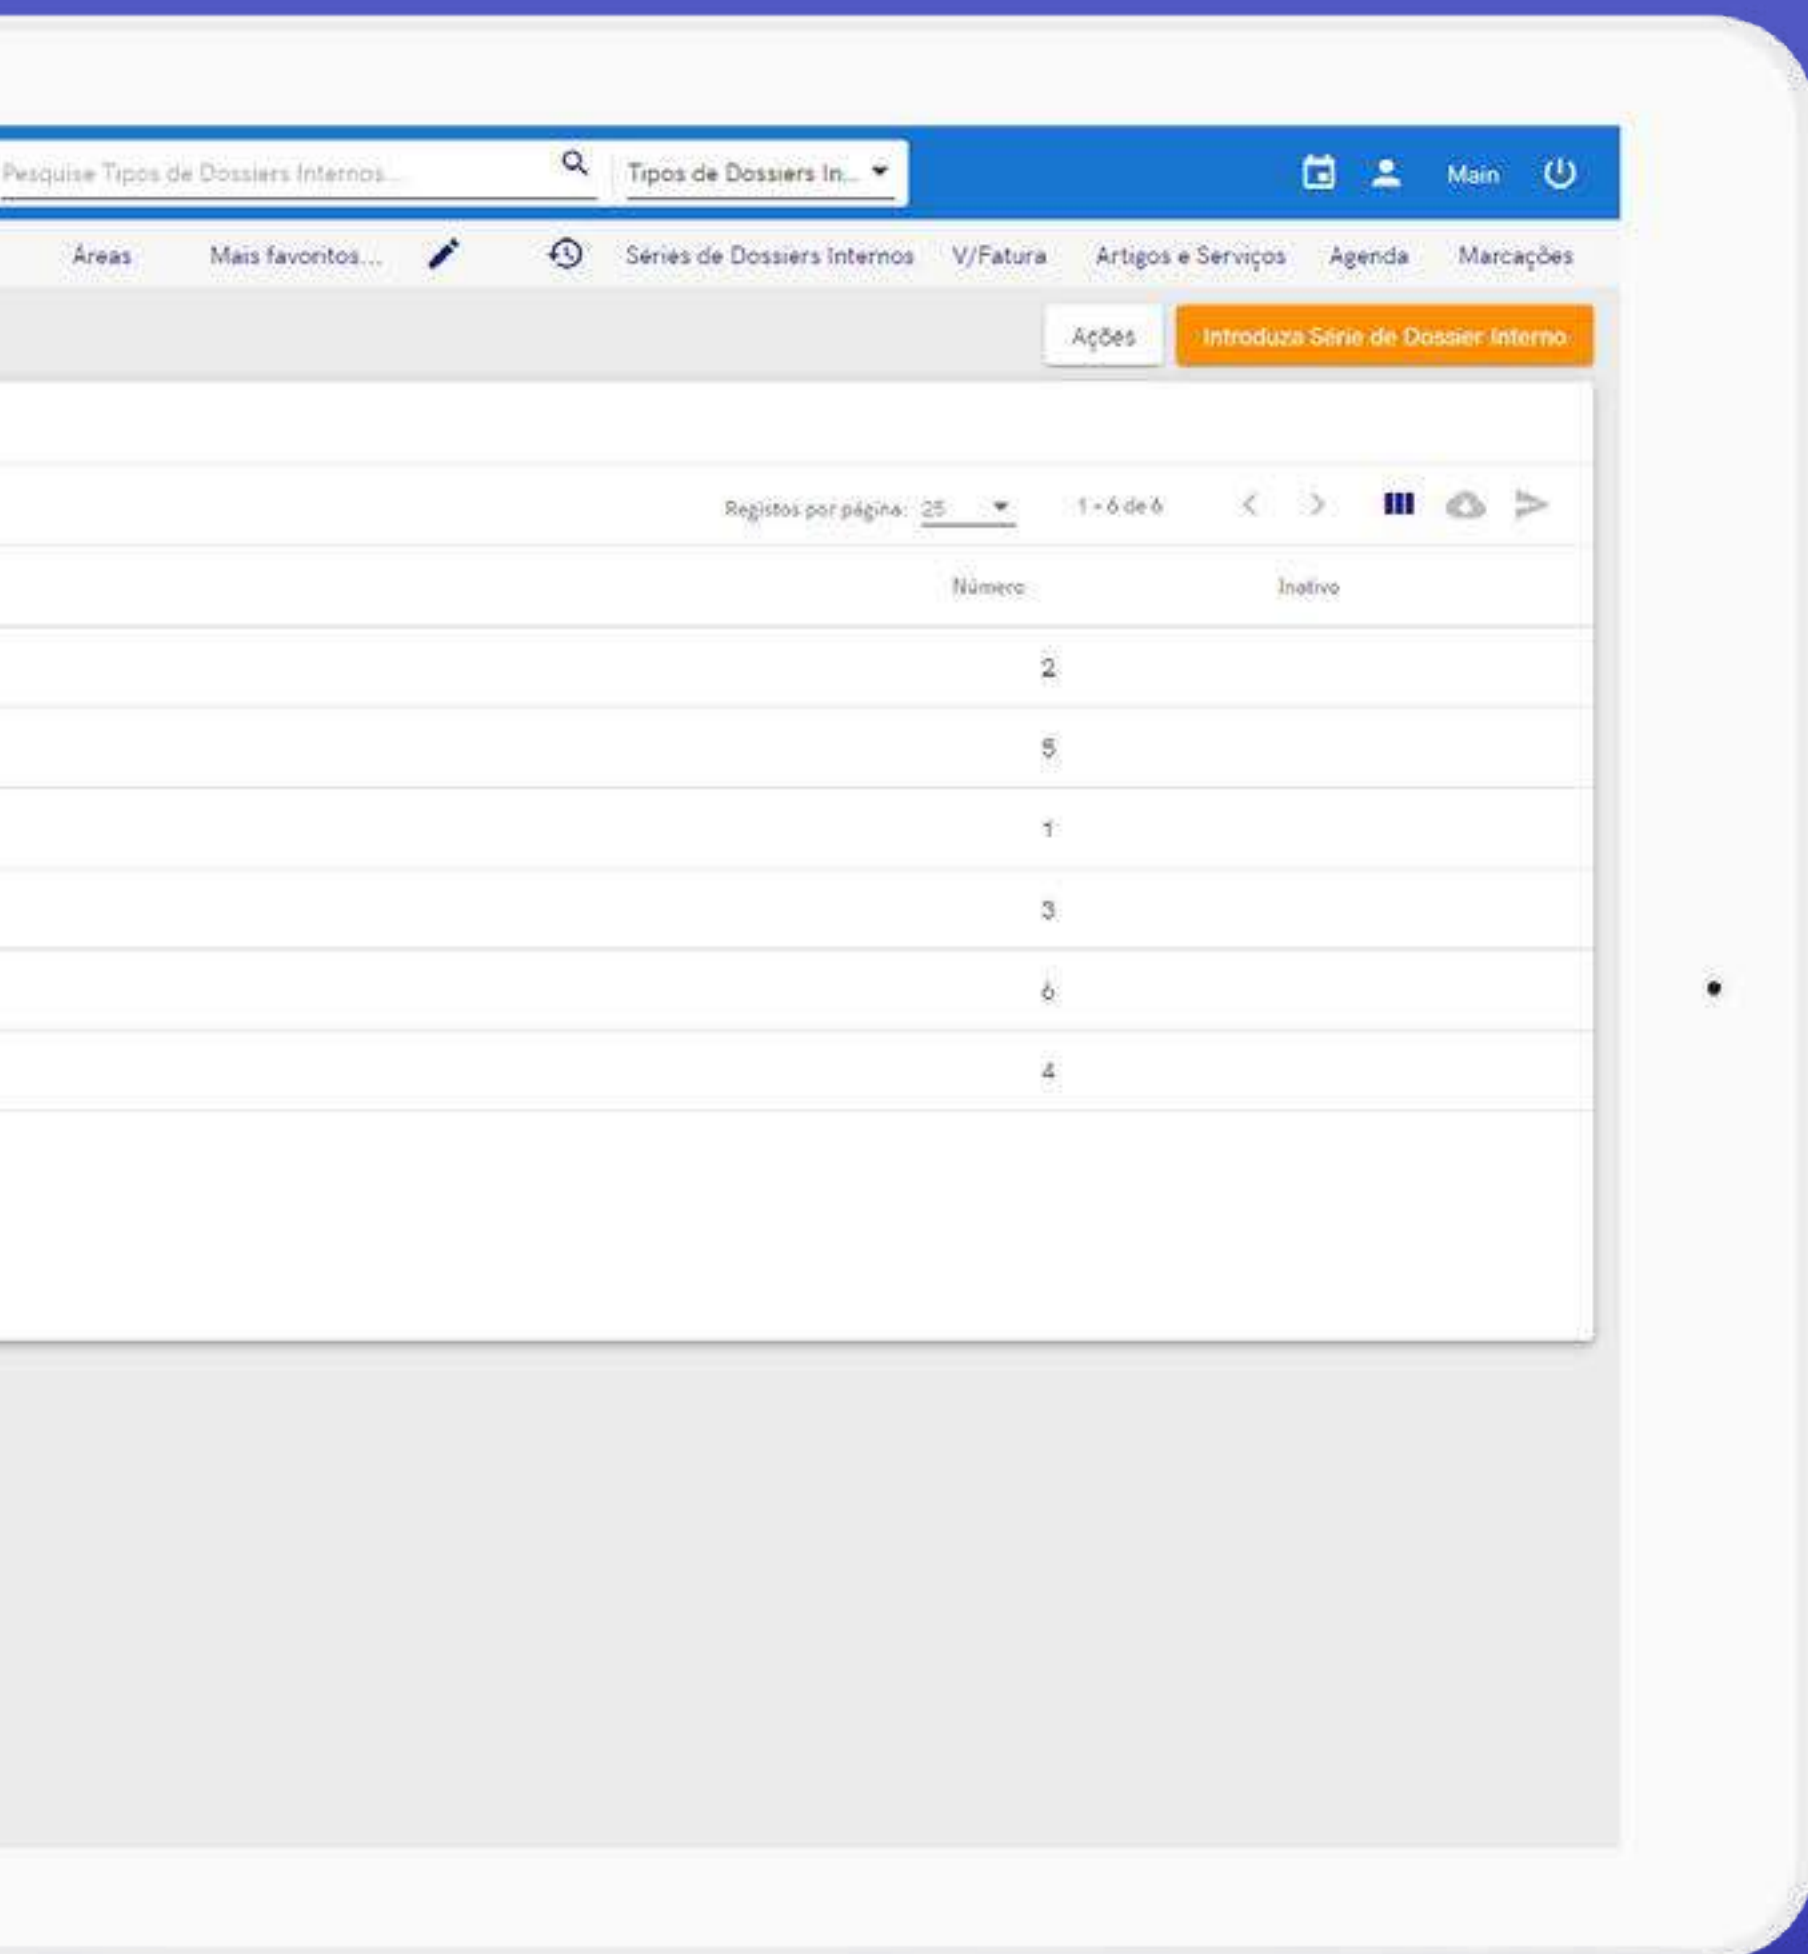 Pesquise Tipos de Dossiers Internos... Tipos de Dossiers In... Main
Áreas Mais favoritos... Séries de Dossiers Internos V/Fatura Artigos e Serviços Agenda Marcações
Ações Introduza Série de Dossier Interno
Registos por página: 25 1 - 6 de 6
Número Inativo
2
5
1
3
6
4